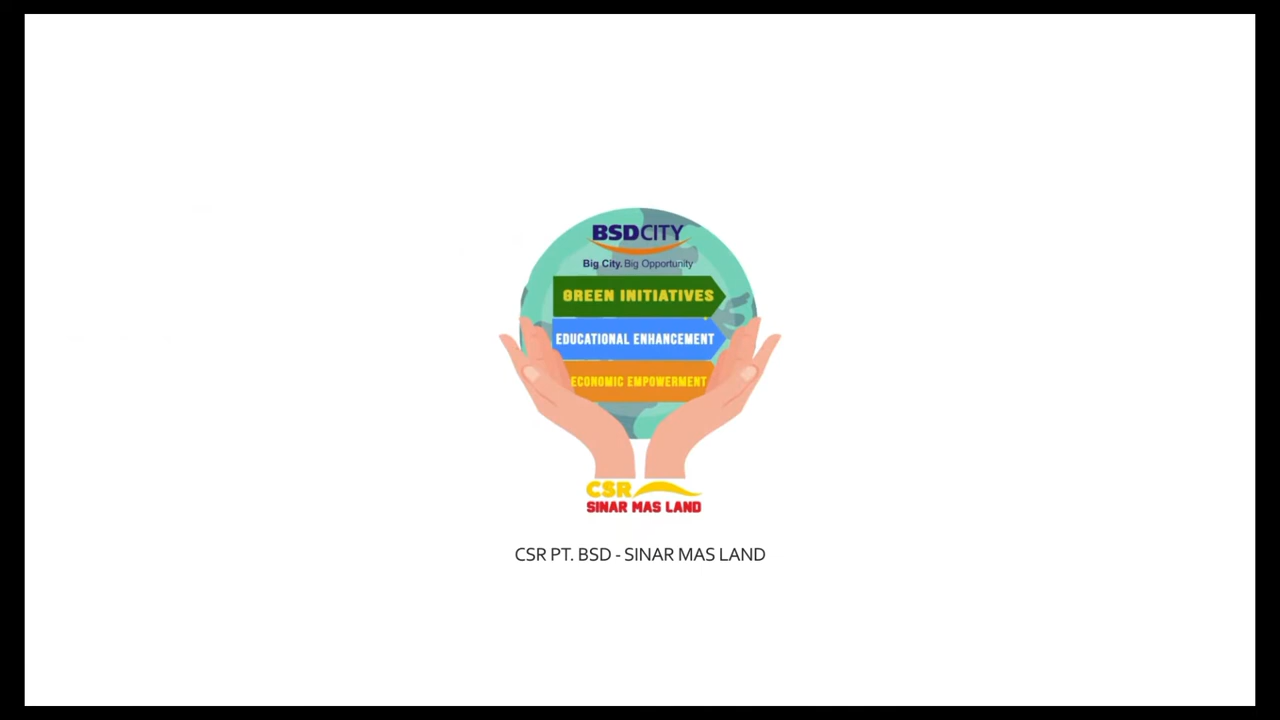 BSDCITY
Big City. Big Opportunity
GREEN INITIATIVES
EDUCATIONAL ENHANCEMENT
ECONOMIC EMPOWERMENT
CSR
SINAR MAS LAND
CSR PT. BSD - SINAR MAS LAND